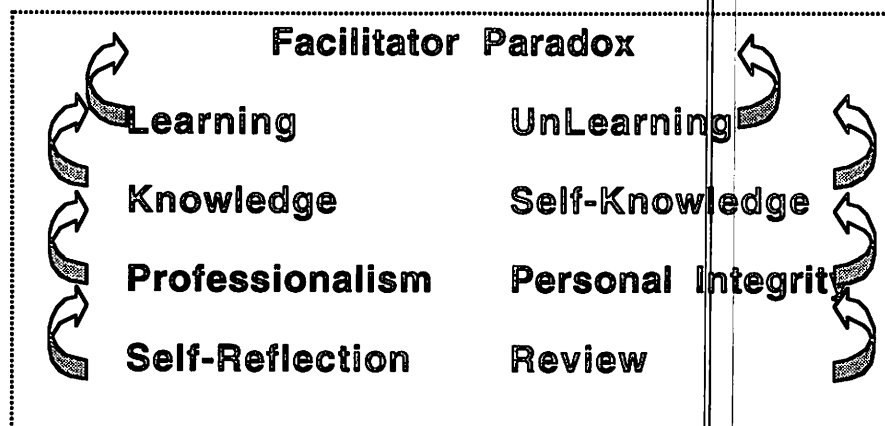 Facilitator Paradox
Learning UnLearning
Knowledge Self-Knowledge
Professionalism Personal Integrity
Self-Reflection Review